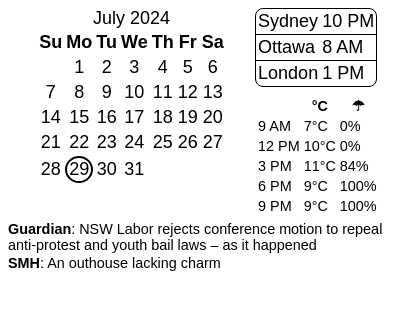 July 2024
Su Mo Tu We Th Fr Sa
1 2 3 4 5 6
7 8 9 10 11 12 13
14 15 16 17 18 19 20
21 22 23 24 25 26 27
28 29 30 31
Sydney 10 PM
Ottawa 8 AM
London 1 PM
°C ☂
9 AM 7°C 0%
12 PM 10°C 0%
3 PM 11°C 84%
6 PM 9°C 100%
9 PM 9°C 100%
Guardian: NSW Labor rejects conference motion to repeal
anti-protest and youth bail laws – as it happened
SMH: An outhouse lacking charm